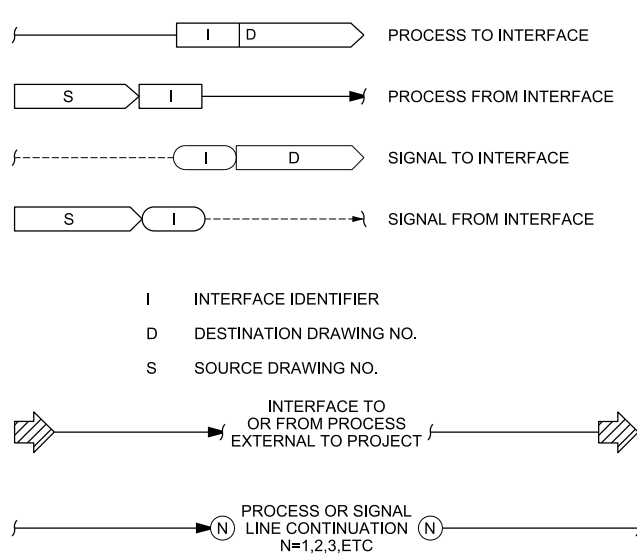 I D PROCESS TO INTERFACE
S I PROCESS FROM INTERFACE
I D SIGNAL TO INTERFACE
S I SIGNAL FROM INTERFACE
I INTERFACE IDENTIFIER
D DESTINATION DRAWING NO.
S SOURCE DRAWING NO.
INTERFACE TO
OR FROM PROCESS
EXTERNAL TO PROJECT
PROCESS OR SIGNAL
N LINE CONTINUATION N
N=1,2,3,ETC